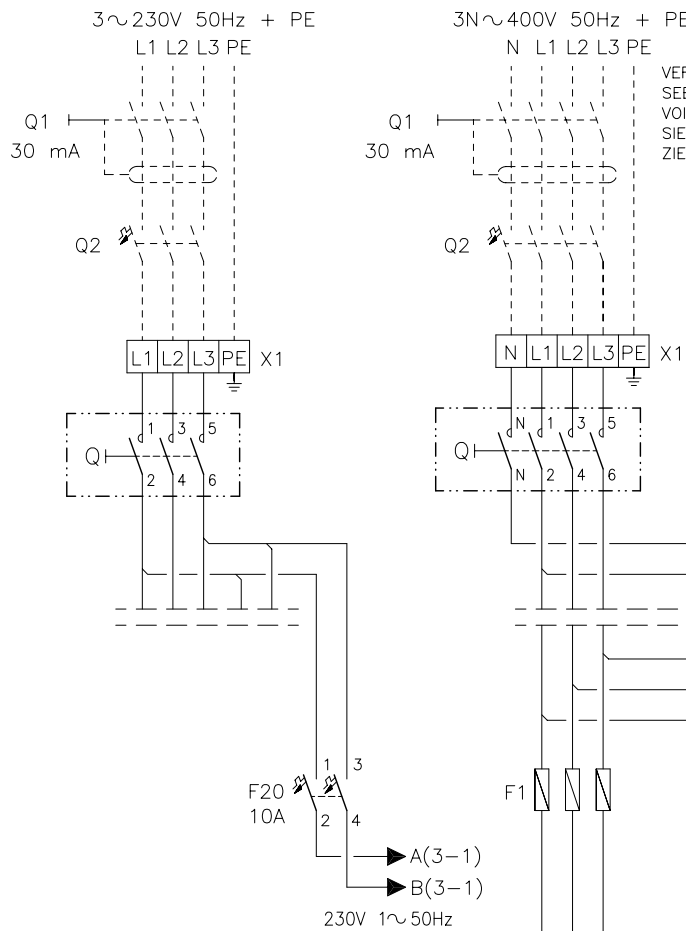 3∼230V 50Hz + PE
L1 L2 L3 PE
Q1
30 mA
Q2
L1 L2 L3 PE X1
1 3 5
Q
2 4 6
1 3
F20
10A
2 4
A(3-1)
B(3-1)
230V 1∼50Hz
3N∼400V 50Hz + PE
N L1 L2 L3 PE
Q1
30 mA
Q2
N L1 L2 L3 PE X1
N 1 3 5
Q
N 2 4 6
F1